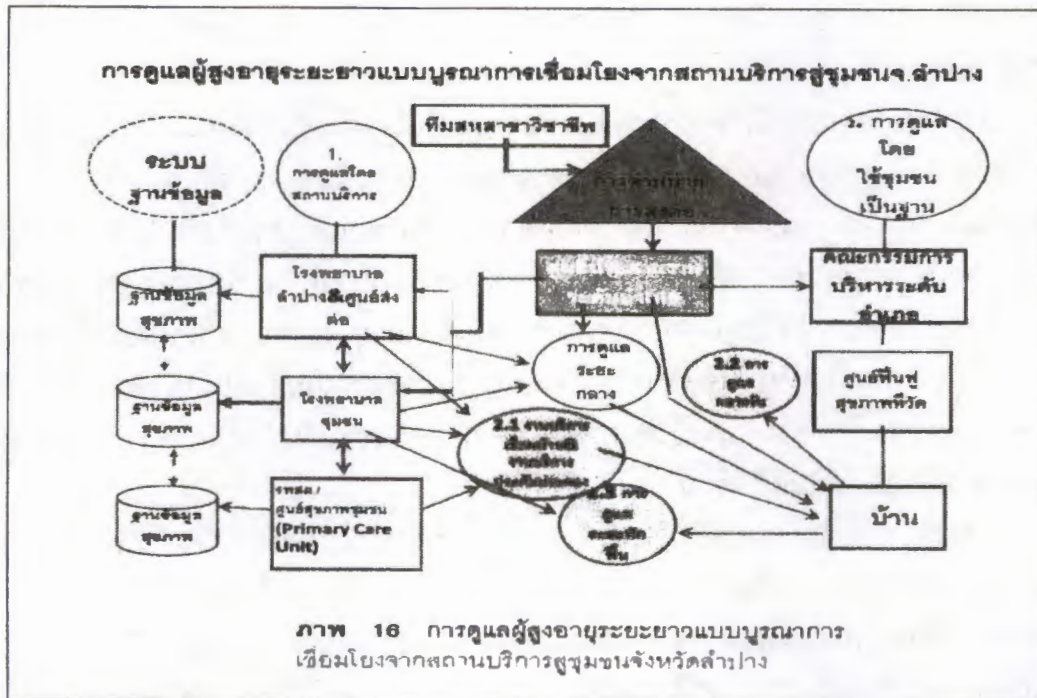 การดูแลผู้สูงอายุระยะยาวแบบบูรณาการเชื่อมโยงจากสถานบริการสู่ชุมชนจ.ลำปาง
ทีมสหสาขาวิชาชีพ
ระบบ
ฐานข้อมูล
1.
การดูแลโดย
สถานบริการ
การดูแล
โดย
ใช้ชุมชน
เป็นฐาน
ฐานข้อมูล
สุขภาพ
โรงพยาบาล
ลำปาง&ศูนย์ส่ง
ต่อ
คณะกรรมการ
บริหารระดับ
อำเภอ
การดูแล
ระยะ
กลาง
2.2 การ
ดูแล
ศูนย์ฟื้นฟู
สุขภาพที่วัด
ฐานข้อมูล
สุขภาพ
โรงพยาบาล
ชุมชน
2.1
ฐานข้อมูล
สุขภาพ
รพสต./
ศูนย์สุขภาพชุมชน
(Primary Care
Unit)
การ
ดูแล
บ้าน
ภาพ 16 การดูแลผู้สูงอายุระยะยาวแบบบูรณาการ
เชื่อมโยงจากสถานบริการสู่ชุมชนจังหวัดลำปาง